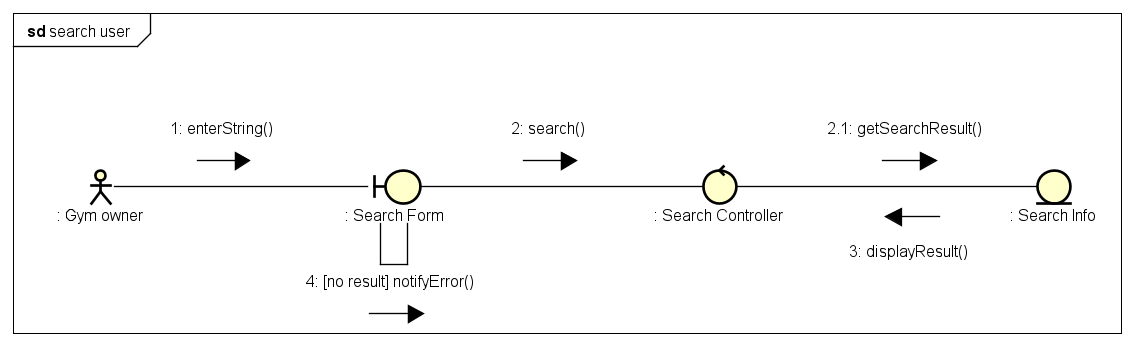 sd search user
1: enterString()
2: search()
2.1: getSearchResult()
: Gym owner
: Search Form
: Search Controller
: Search Info
3: displayResult()
4: [no result] notifyError()